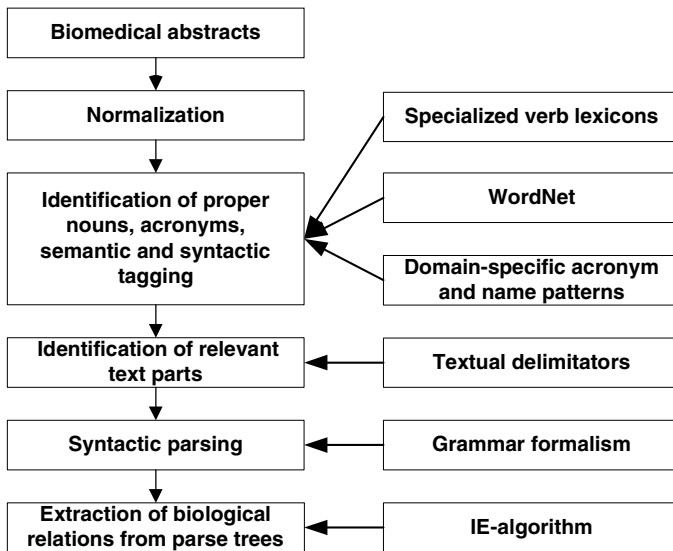 Biomedical abstracts
Normalization
Identification of proper
nouns, acronyms,
semantic and syntactic
tagging
Identification of relevant
text parts
Syntactic parsing
Extraction of biological
relations from parse trees
Specialized verb lexicons
WordNet
Domain-specific acronym
and name patterns
Textual delimitators
Grammar formalism
IE-algorithm